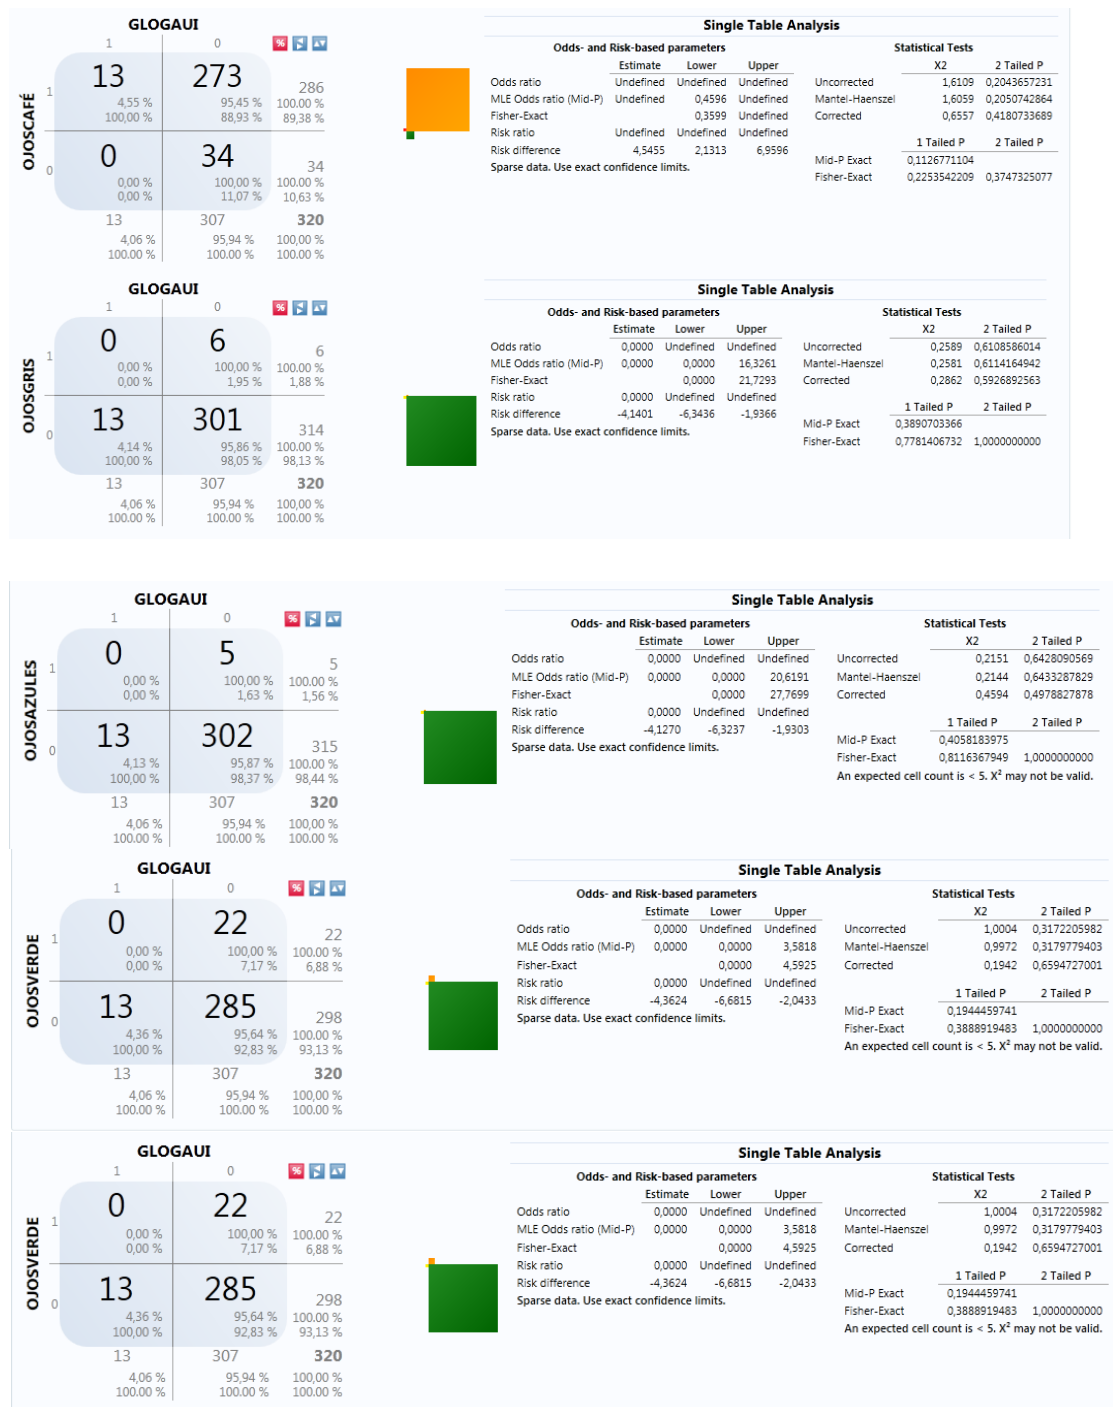 GLOGAUI
1 0
OJOSCAFÉ
1 13 273 286
4,55 % 95,45 % 100.00 %
100,00 % 88,93 % 89,38 %
0 0 34 34
0,00 % 100,00 % 100.00 %
0,00 % 11,07 % 10,63 %
13 307 320
4,06 % 95,94 % 100,00 %
100.00 % 100.00 % 100.00 %
Single Table Analysis
Odds- and Risk-based parameters
Estimate Lower Upper
Odds ratio Undefined Undefined Undefined
MLE Odds ratio (Mid-P) Undefined 0,4596 Undefined
Fisher-Exact 0,3599 Undefined
Risk ratio Undefined Undefined Undefined
Risk difference 4,5455 2,1313 6,9596
Sparse data. Use exact confidence limits.
Statistical Tests
X2 2 Tailed P
Uncorrected 1,6109 0,2043657231
Mantel-Haenszel 1,6059 0,2050742864
Corrected 0,6557 0,4180733689
1 Tailed P 2 Tailed P
Mid-P Exact 0,1126771104
Fisher-Exact 0,2253542209 0,3747325077
GLOGAUI
1 0
OJOSGRIS
1 0 6 6
0,00 % 100,00 % 100.00 %
0,00 % 1,95 % 1,88 %
0 13 301 314
4,14 % 95,86 % 100.00 %
100,00 % 98,05 % 98,13 %
13 307 320
4,06 % 95,94 % 100,00 %
100.00 % 100.00 % 100.00 %
Single Table Analysis
Odds- and Risk-based parameters
Estimate Lower Upper
Odds ratio 0,0000 Undefined Undefined
MLE Odds ratio (Mid-P) 0,0000 0,0000 16,3261
Fisher-Exact 0,0000 21,7293
Risk ratio 0,0000 Undefined Undefined
Risk difference -4,1401 -6,3436 -1,9366
Sparse data. Use exact confidence limits.
Statistical Tests
X2 2 Tailed P
Uncorrected 0,2589 0,6108586014
Mantel-Haenszel 0,2581 0,6114164942
Corrected 0,2862 0,5926892563
1 Tailed P 2 Tailed P
Mid-P Exact 0,3890703366
Fisher-Exact 0,7781406732 1,0000000000
GLOGAUI
1 0
OJOSAZULES
1 0 5 5
0,00 % 100,00 % 100.00 %
0,00 % 1,63 % 1,56 %
0 13 302 315
4,13 % 95,87 % 100.00 %
100,00 % 98,37 % 98,44 %
13 307 320
4,06 % 95,94 % 100,00 %
100.00 % 100.00 % 100.00 %
Single Table Analysis
Odds- and Risk-based parameters
Estimate Lower Upper
Odds ratio 0,0000 Undefined Undefined
MLE Odds ratio (Mid-P) 0,0000 0,0000 20,6191
Fisher-Exact 0,0000 27,7699
Risk ratio 0,0000 Undefined Undefined
Risk difference -4,1270 -6,3237 -1,9303
Sparse data. Use exact confidence limits.
Statistical Tests
X2 2 Tailed P
Uncorrected 0,2151 0,6428090569
Mantel-Haenszel 0,2144 0,6433287829
Corrected 0,4594 0,4978827878
1 Tailed P 2 Tailed P
Mid-P Exact 0,4058183975
Fisher-Exact 0,8116367949 1,0000000000
An expected cell count is < 5. X² may not be valid.
GLOGAUI
1 0
OJOSVERDE
1 0 22 22
0,00 % 100,00 % 100.00 %
0,00 % 7,17 % 6,88 %
0 13 285 298
4,36 % 95,64 % 100.00 %
100,00 % 92,83 % 93,13 %
13 307 320
4,06 % 95,94 % 100,00 %
100.00 % 100.00 % 100.00 %
Single Table Analysis
Odds- and Risk-based parameters
Estimate Lower Upper
Odds ratio 0,0000 Undefined Undefined
MLE Odds ratio (Mid-P) 0,0000 0,0000 3,5818
Fisher-Exact 0,0000 4,5925
Risk ratio 0,0000 Undefined Undefined
Risk difference -4,3624 -6,6815 -2,0433
Sparse data. Use exact confidence limits.
Statistical Tests
X2 2 Tailed P
Uncorrected 1,0004 0,3172205982
Mantel-Haenszel 0,9972 0,3179779403
Corrected 0,1942 0,6594727001
1 Tailed P 2 Tailed P
Mid-P Exact 0,1944459741
Fisher-Exact 0,3888919483 1,0000000000
An expected cell count is < 5. X² may not be valid.
GLOGAUI
1 0
OJOSVERDE
1 0 22 22
0,00 % 100,00 % 100.00 %
0,00 % 7,17 % 6,88 %
0 13 285 298
4,36 % 95,64 % 100.00 %
100,00 % 92,83 % 93,13 %
13 307 320
4,06 % 95,94 % 100,00 %
100.00 % 100.00 % 100.00 %
Single Table Analysis
Odds- and Risk-based parameters
Estimate Lower Upper
Odds ratio 0,0000 Undefined Undefined
MLE Odds ratio (Mid-P) 0,0000 0,0000 3,5818
Fisher-Exact 0,0000 4,5925
Risk ratio 0,0000 Undefined Undefined
Risk difference -4,3624 -6,6815 -2,0433
Sparse data. Use exact confidence limits.
Statistical Tests
X2 2 Tailed P
Uncorrected 1,0004 0,3172205982
Mantel-Haenszel 0,9972 0,3179779403
Corrected 0,1942 0,6594727001
1 Tailed P 2 Tailed P
Mid-P Exact 0,1944459741
Fisher-Exact 0,3888919483 1,0000000000
An expected cell count is < 5. X² may not be valid.